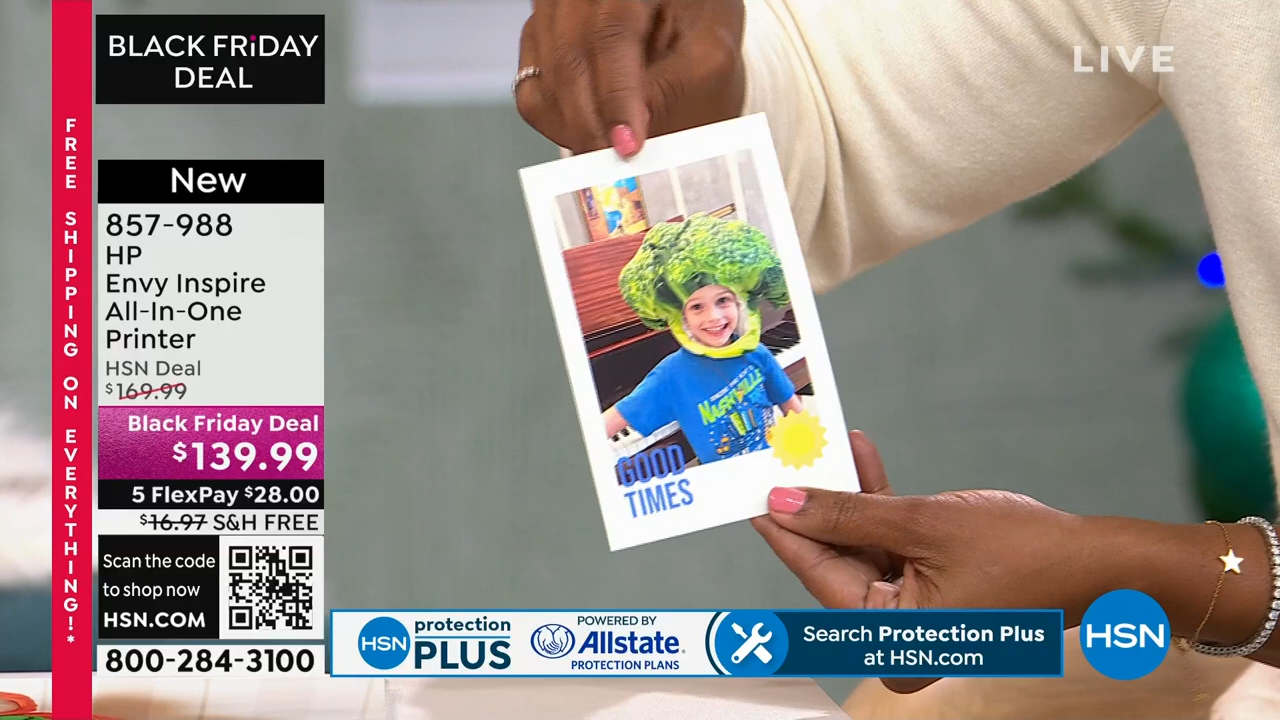 FREE SHIPPING ON EVERYTHING!*
BLACK FRiDAY
DEAL
New
857-988
HP
Envy Inspire
All-In-One
Printer
HSN Deal
$169.99
Black Friday Deal
$139.99
5 FlexPay $28.00
$16.97 S&H FREE
Scan the code
to shop now
HSN.COM
800-284-3100
LIVE
NASHVILLE
GOOD
TIMES
HSN
protection
PLUS
POWERED BY
Allstate®
PROTECTION PLANS
Search Protection Plus
at HSN.com
HSN